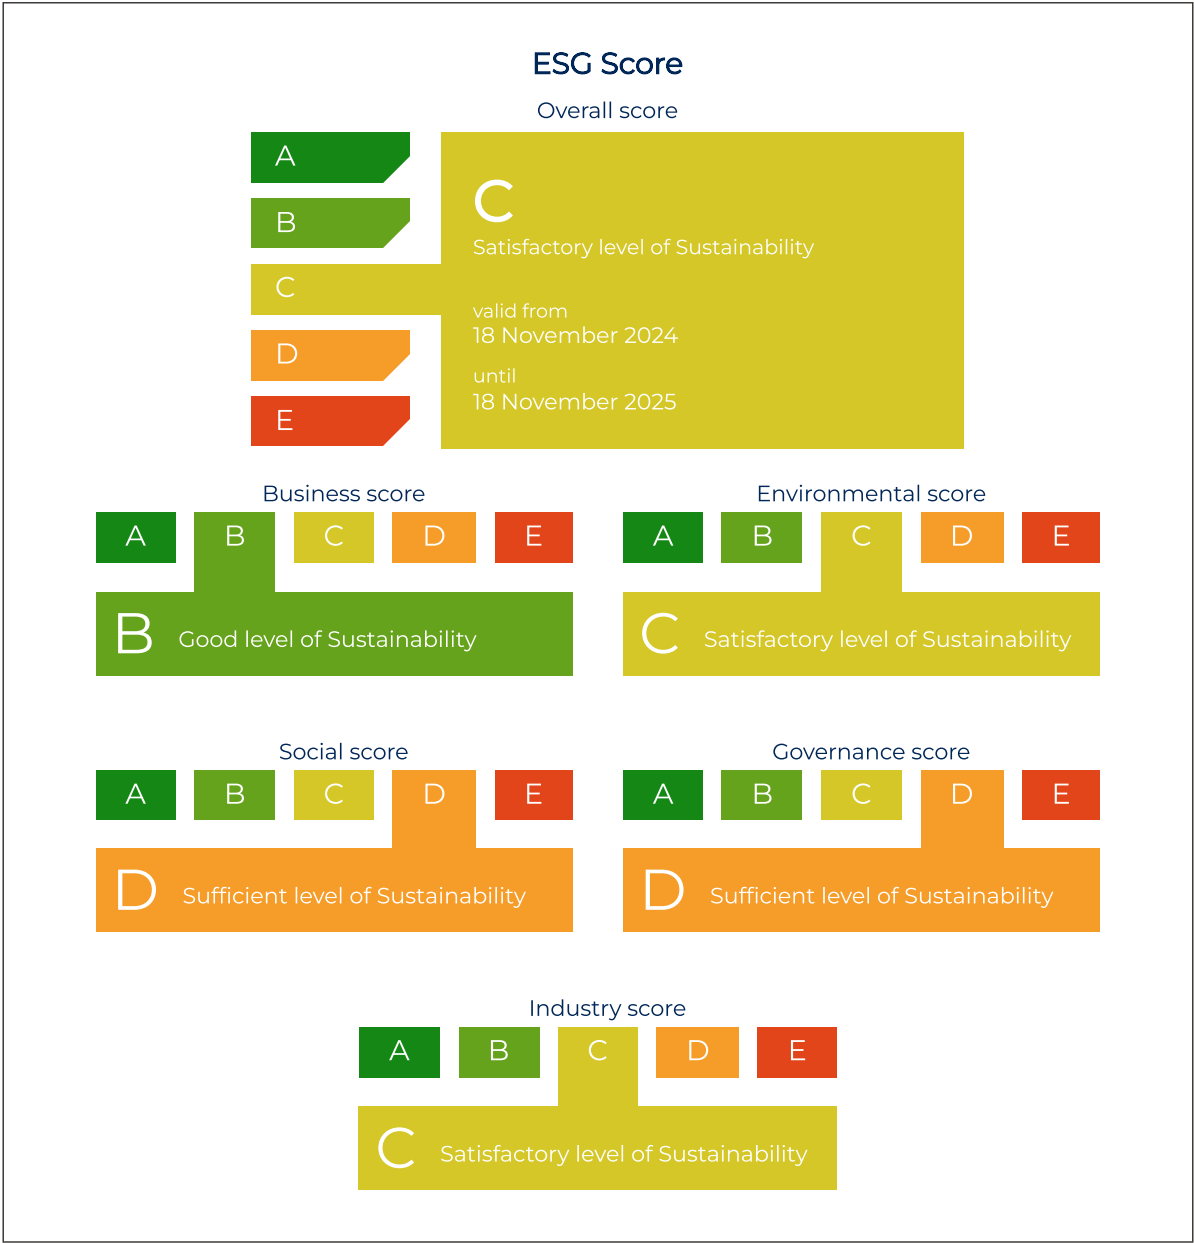 ESG Score
Overall score
A
B
C
D
E
C
Satisfactory level of Sustainability
valid from
18 November 2024
until
18 November 2025
Business score
A B C D E
B Good level of Sustainability
Environmental score
A B C D E
C Satisfactory level of Sustainability
Social score
A B C D E
D Sufficient level of Sustainability
Governance score
A B C D E
D Sufficient level of Sustainability
Industry score
A B C D E
C Satisfactory level of Sustainability